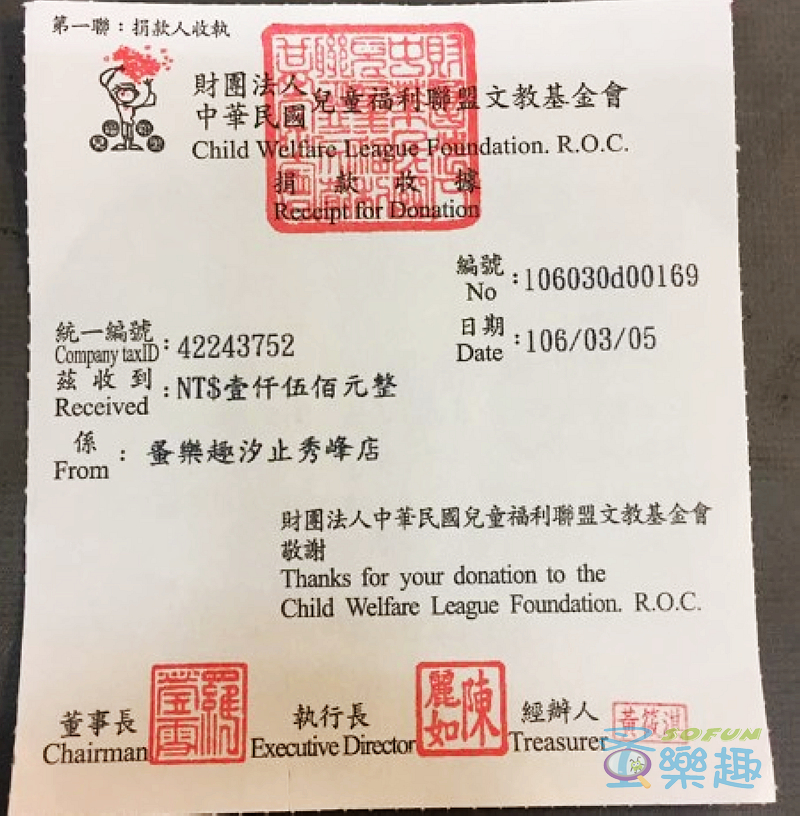 第一聯：捐款人收執
財團法人
中華民國 兒童福利聯盟文教基金會
Child Welfare League Foundation. R.O.C.
捐款收據
Receipt for Donation
編號
No :106030d00169
日期
Date :106/03/05
統一編號
Company taxID :42243752
茲收到
Received :NT$壹仟伍佰元整
係
From : 蚤樂趣汐止秀峰店
財團法人中華民國兒童福利聯盟文教基金會
敬謝
Thanks for your donation to the
Child Welfare League Foundation. R.O.C.
董事長
Chairman
執行長
Executive Director
陳麗如
經辦人
Treasurer
SOFUN
蚤樂趣